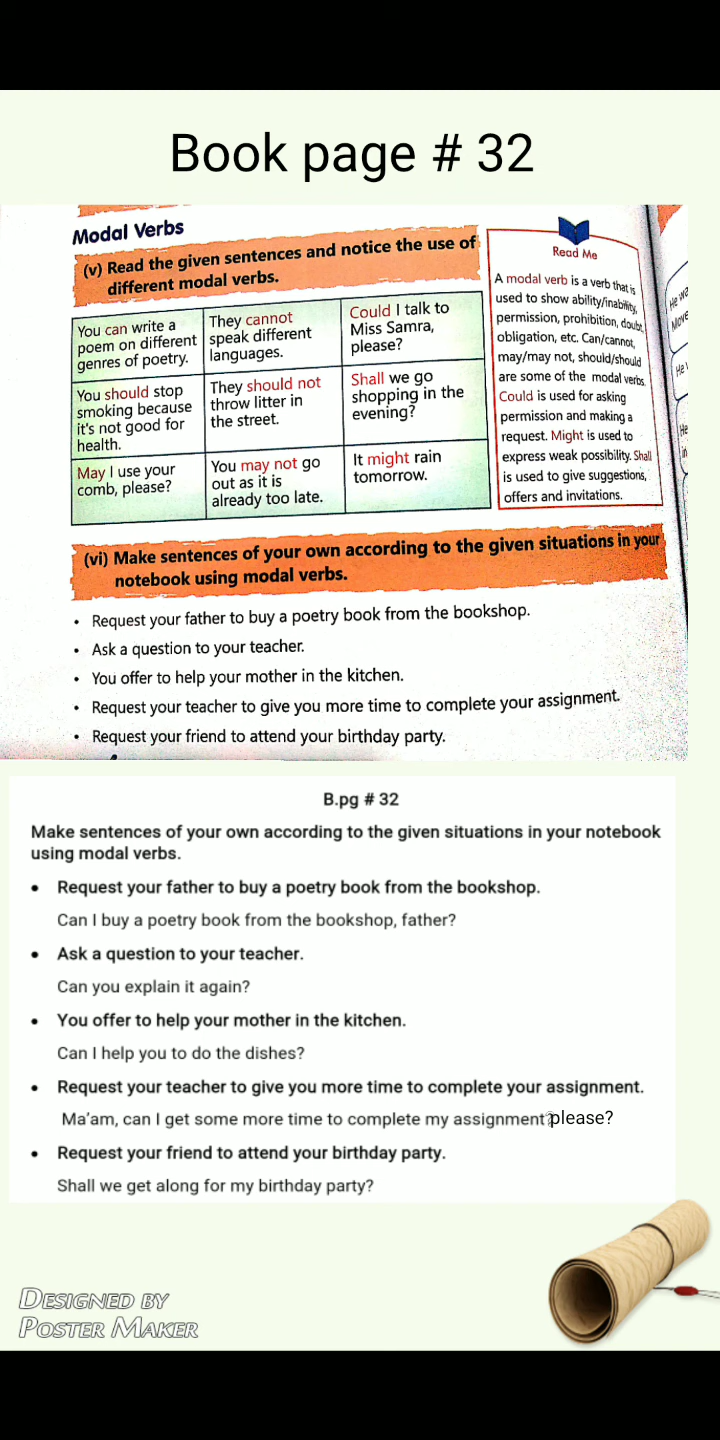 Book page # 32
Modal Verbs
(v) Read the given sentences and notice the use of
different modal verbs.
You can write a
poem on different
genres of poetry.
They cannot
speak different
languages.
Could I talk to
Miss Samra,
please?
You should stop
smoking because
it's not good for
health.
They should not
throw litter in
the street.
Shall we go
shopping in the
evening?
May I use your
comb, please?
You may not go
out as it is
already too late.
It might rain
tomorrow.
Read Me
A modal verb is a verb that is
used to show ability/inability,
permission, prohibition, doubt,
obligation, etc. Can/cannot,
may/may not, should/should
are some of the modal verbs.
Could is used for asking
permission and making a
request. Might is used to
express weak possibility. Shall
is used to give suggestions,
offers and invitations.
He
Move
He
He
(vi) Make sentences of your own according to the given situations in your
notebook using modal verbs.
• Request your father to buy a poetry book from the bookshop.
• Ask a question to your teacher.
• You offer to help your mother in the kitchen.
• Request your teacher to give you more time to complete your assignment.
• Request your friend to attend your birthday party.
B.pg # 32
Make sentences of your own according to the given situations in your notebook
using modal verbs.
• Request your father to buy a poetry book from the bookshop.
Can I buy a poetry book from the bookshop, father?
• Ask a question to your teacher.
Can you explain it again?
• You offer to help your mother in the kitchen.
Can I help you to do the dishes?
• Request your teacher to give you more time to complete your assignment.
Ma'am, can I get some more time to complete my assignment? please?
• Request your friend to attend your birthday party.
Shall we get along for my birthday party?
DESIGNED BY
POSTER MAKER